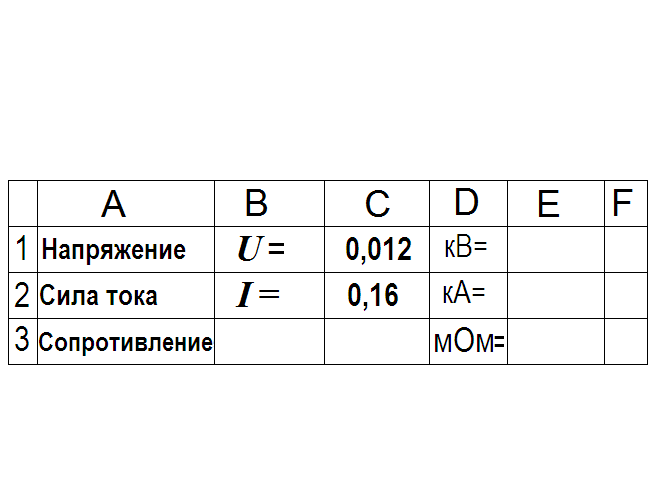 A B C D E F
1 Напряжение U = 0,012 кВ=
2 Сила тока I = 0,16 кА=
3 Сопротивление мОм=